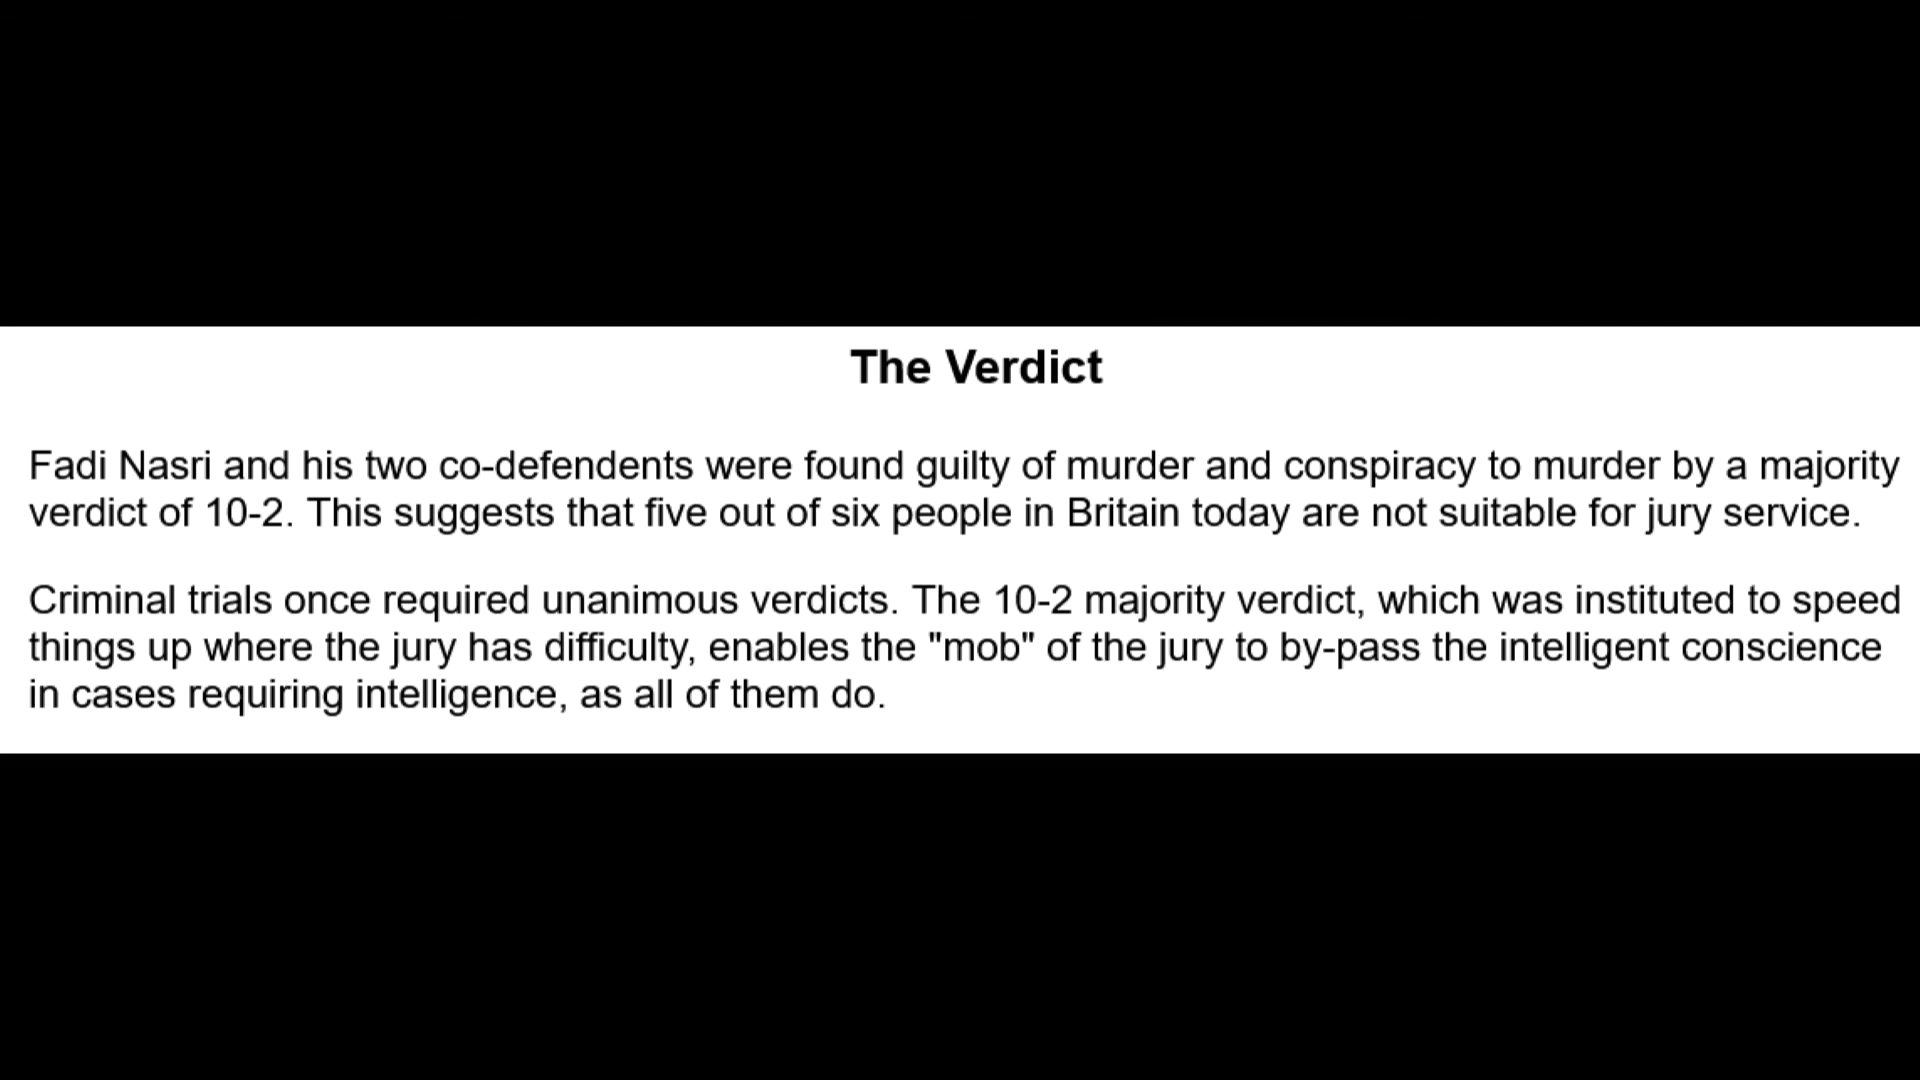 The Verdict
Fadi Nasri and his two co-defendents were found guilty of murder and conspiracy to murder by a majority
verdict of 10-2. This suggests that five out of six people in Britain today are not suitable for jury service.
Criminal trials once required unanimous verdicts. The 10-2 majority verdict, which was instituted to speed
things up where the jury has difficulty, enables the "mob" of the jury to by-pass the intelligent conscience
in cases requiring intelligence, as all of them do.